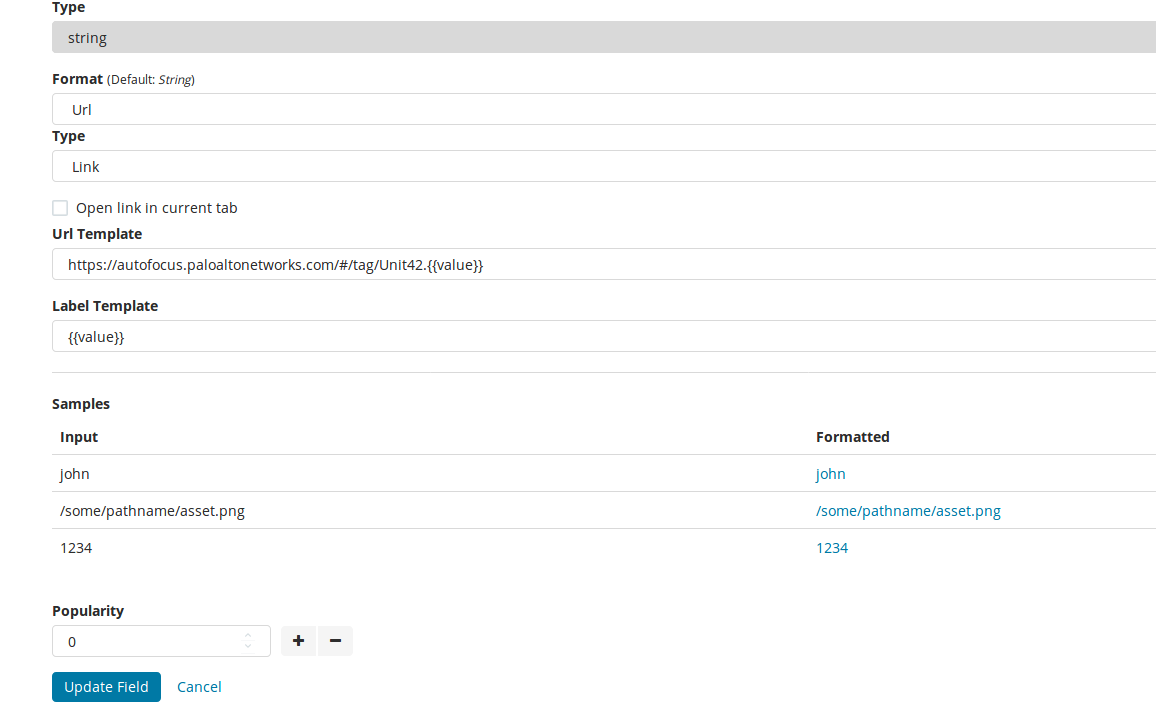 Type
string
Format (Default: String)
Url
Type
Link
Open link in current tab
Url Template
https://autofocus.paloaltonetworks.com/#/tag/Unit42.{{value}}
Label Template
{{value}}
Samples
Input Formatted
john john
/some/pathname/asset.png /some/pathname/asset.png
1234 1234
Popularity
0 + −
Update Field Cancel